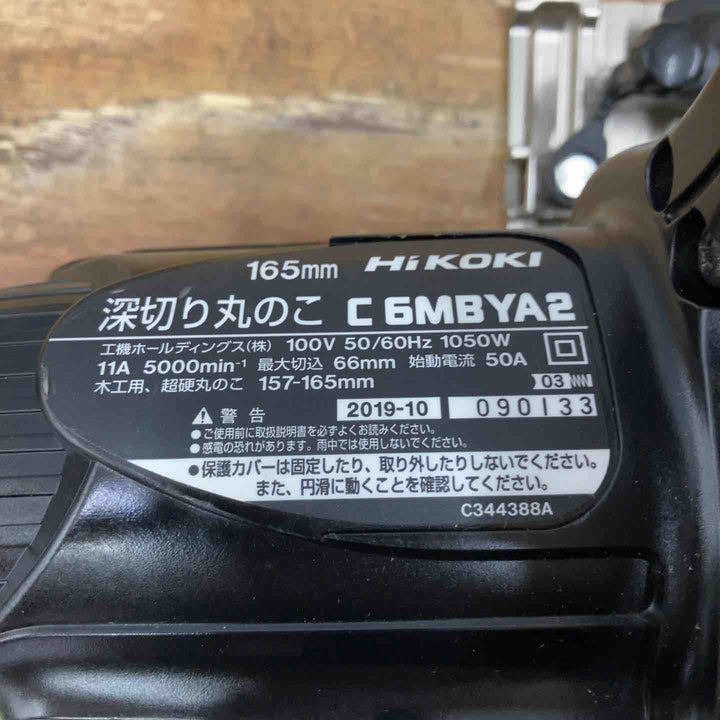 165mm HiKOKI
深切り丸のこ C 6MBYA2
工機ホールディングス(株) 100V 50/60Hz 1050W
11A 5000min⁻¹ 最大切込 66mm 始動電流 50A
木工用、超硬丸のこ 157-165mm
03
警告 2019-10 090133
●ご使用前に取扱説明書を必ずよくお読みください。
●感電の恐れがあります。雨中では使用しないでください。
●保護カバーは固定したり、取り外したりしないでください。
また、円滑に動くことを確認してください。
C344388A